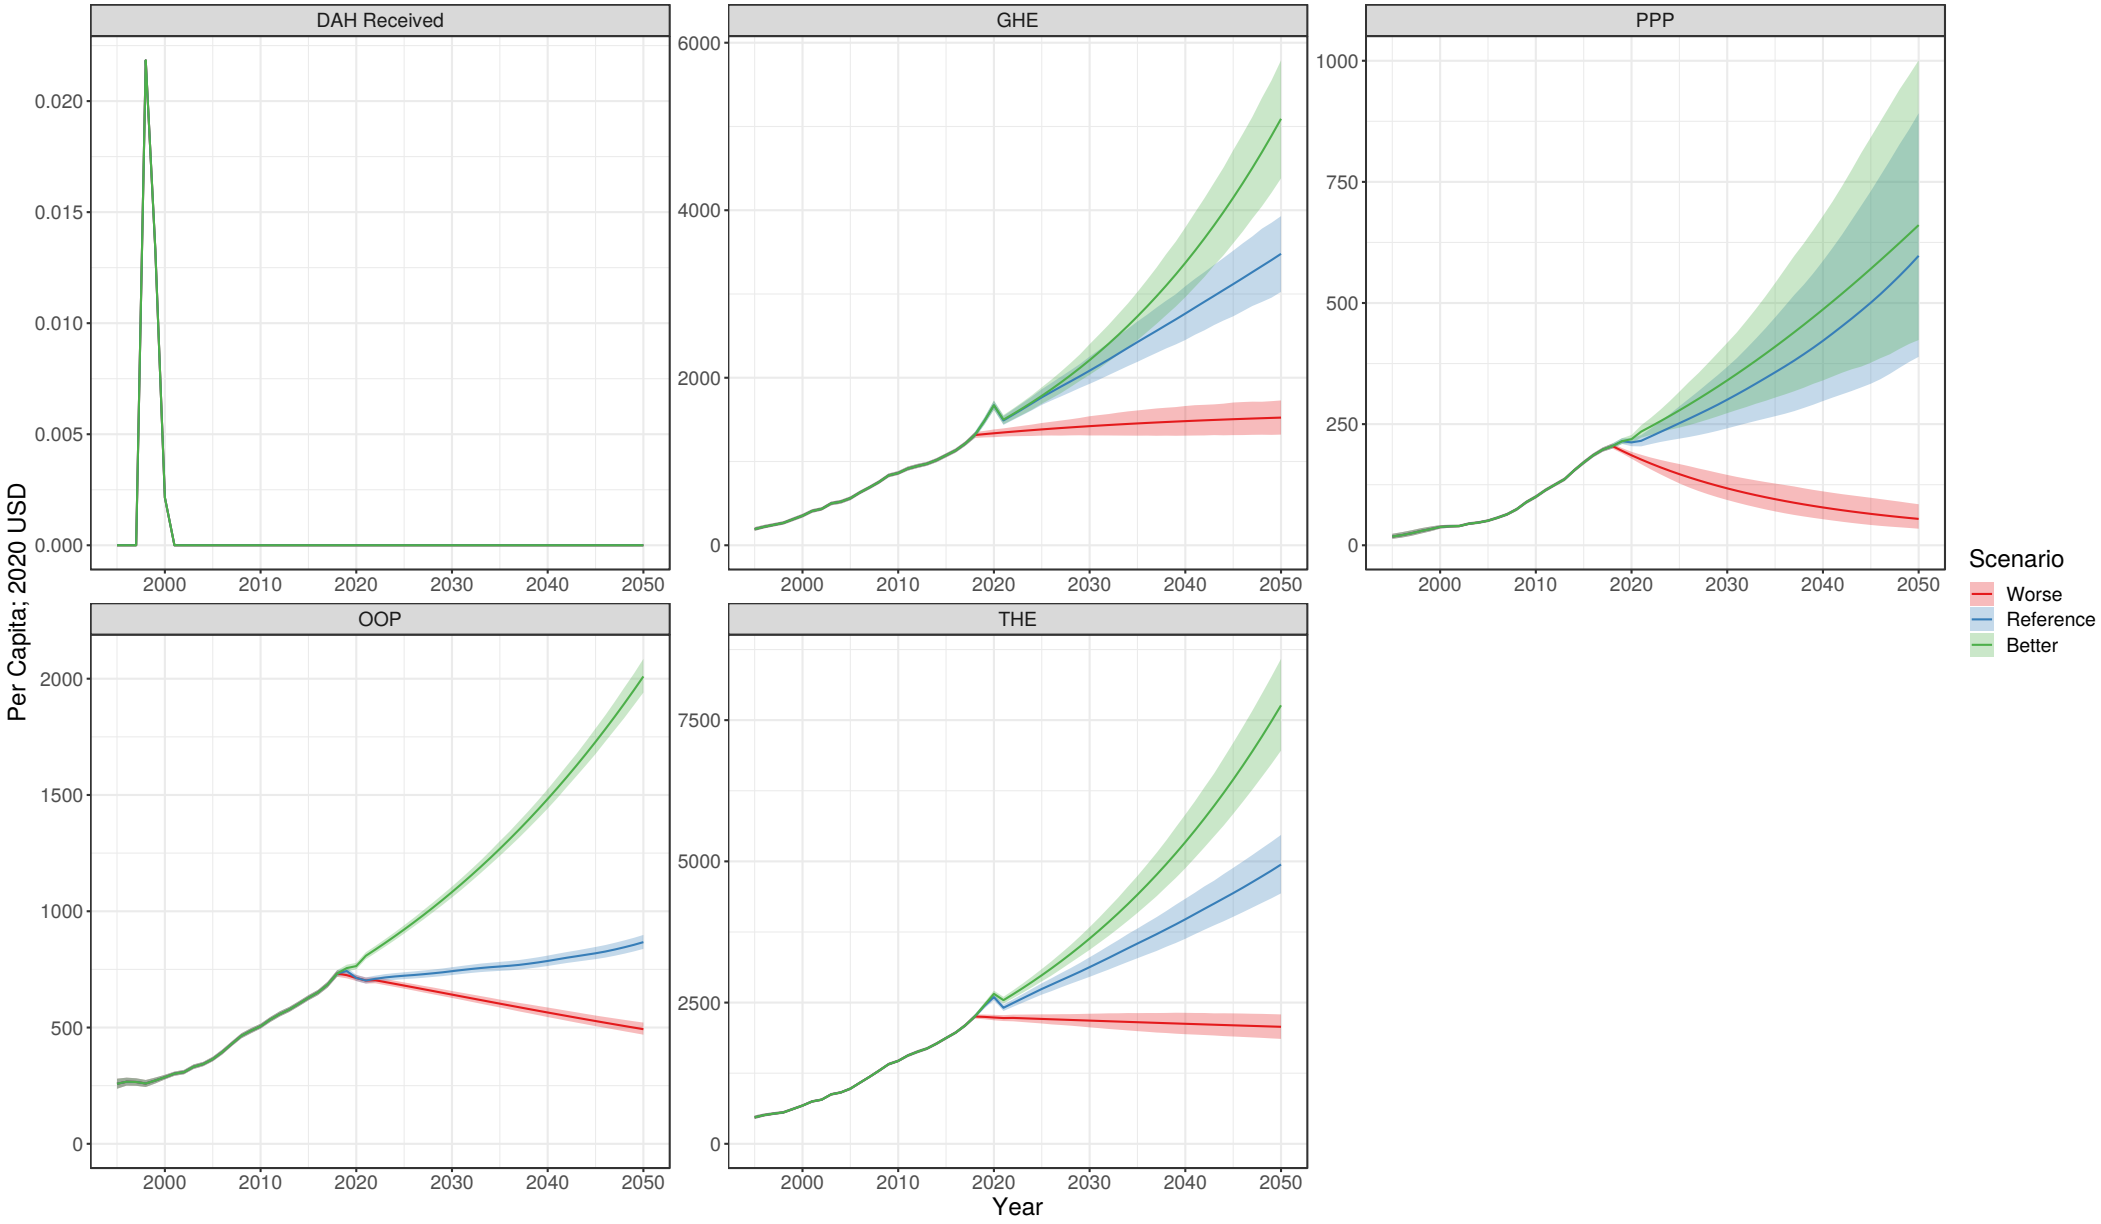 DAH Received
GHE
PPP
0.020
0.015
0.010
0.005
0.000
6000
4000
2000
0
1000
750
500
250
0
2000 2010 2020 2030 2040 2050
2000 2010 2020 2030 2040 2050
2000 2010 2020 2030 2040 2050
OOP
THE
2000
1500
1000
500
0
7500
5000
2500
0
2000 2010 2020 2030 2040 2050
2000 2010 2020 2030 2040 2050
Per Capita; 2020 USD
Year
Scenario
Worse
Reference
Better